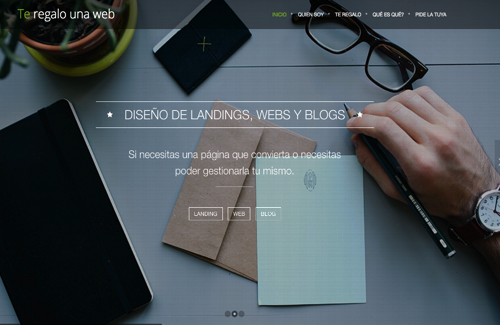 Te regalo una web
INICIO QUIEN SOY TE REGALO QUÉ ES QUÉ? PIDE LA TUYA
DISEÑO DE LANDINGS, WEBS Y BLOGS
Si necesitas una página que convierta o necesitas
poder gestionarla tu mismo.
LANDING WEB BLOG